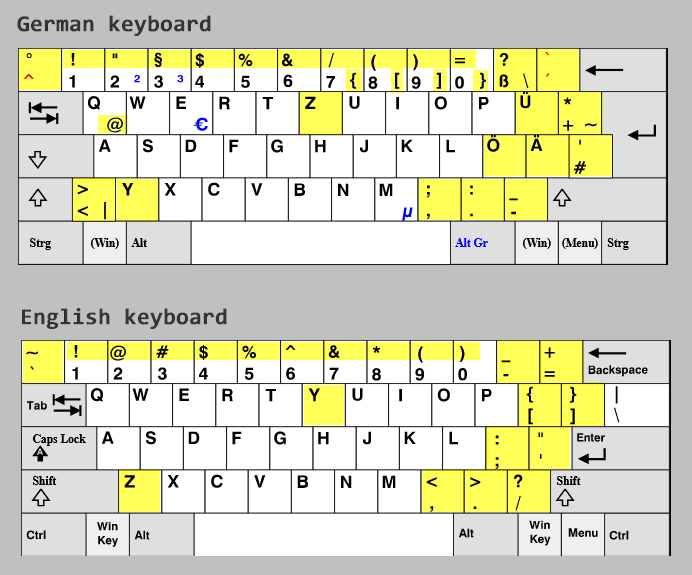 German keyboard
° ! " § $ % & / ( ) = ? `
^ 1 2 ² 3 ³ 4 5 6 7 { 8 [ 9 ] 0 } ß \ ´
Q W E R T Z U I O P Ü *
@ € + ~
A S D F G H J K L Ö Ä '
#
> Y X C V B N M ; : _
< | µ , . -
Strg (Win) Alt Alt Gr (Win) (Menu) Strg
English keyboard
~ ! @ # $ % ^ & * ( ) _ +
` 1 2 3 4 5 6 7 8 9 0 - = Backspace
Tab Q W E R T Y U I O P { } |
[ ] \
Caps Lock A S D F G H J K L : " Enter
A ; '
Shift Z X C V B N M < > ? Shift
, . /
Ctrl Win Key Alt Alt Win Key Menu Ctrl